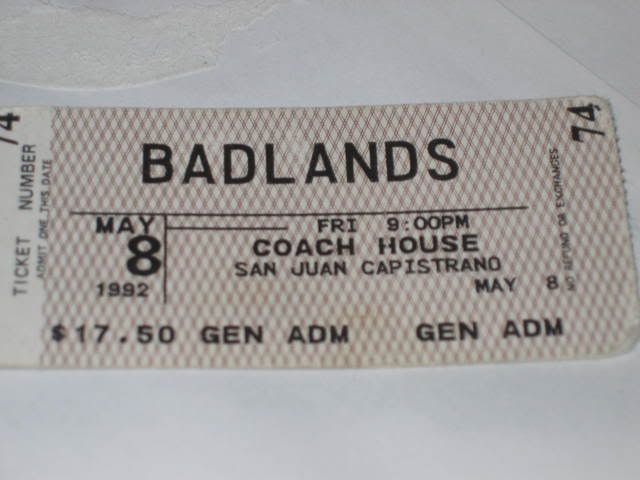 74
TICKET NUMBER
ADMIT ONE THIS DATE
BADLANDS
MAY
8
1992
FRI 9:00PM
COACH HOUSE
SAN JUAN CAPISTRANO
MAY 8
$17.50 GEN ADM GEN ADM
74
NO REFUND OR EXCHANGES